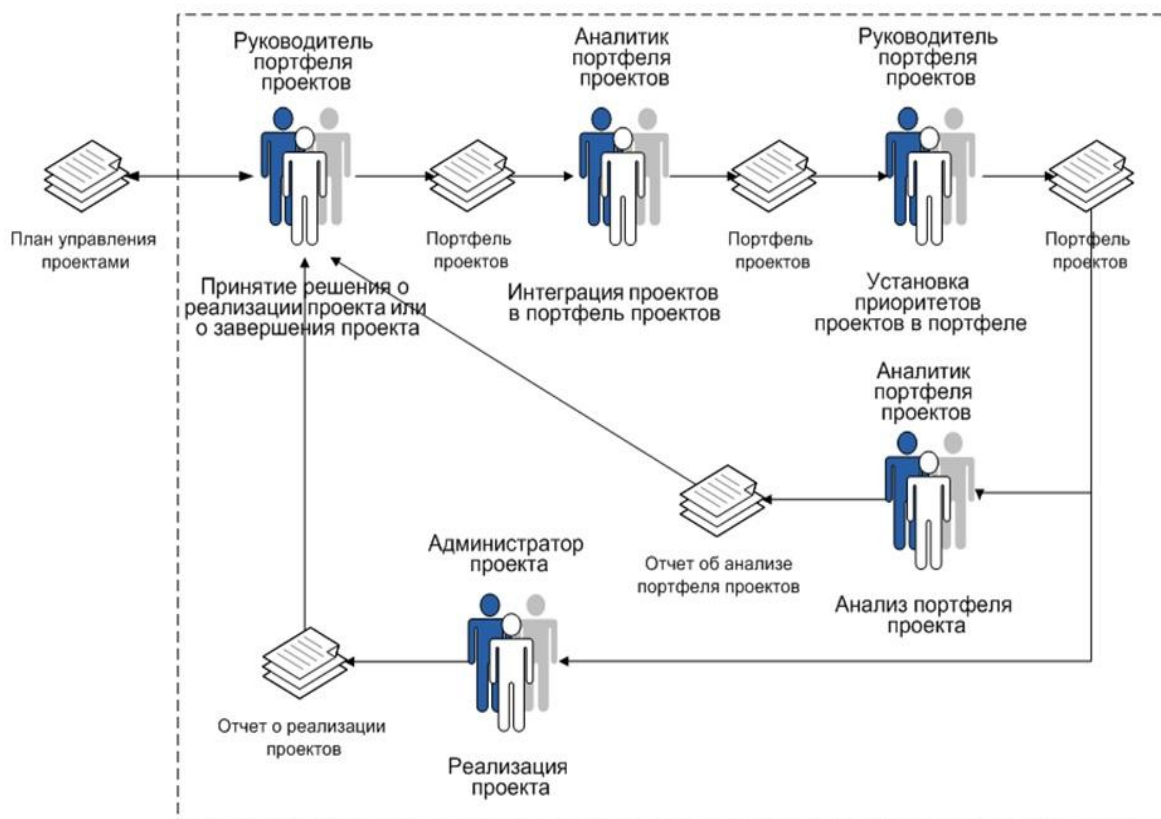 Руководитель
портфеля
проектов
Аналитик
портфеля
проектов
Руководитель
портфеля
проектов
План управления
проектами
Портфель
проектов
Портфель
проектов
Портфель
проектов
Принятие решения о
реализации проекта или
о завершения проекта
Интеграция проектов
в портфель проектов
Установка
приоритетов
проектов в портфеле
Аналитик
портфеля
проектов
Отчет об анализе
портфеля проектов
Анализ портфеля
проекта
Администратор
проекта
Отчет о реализации
проектов
Реализация
проекта